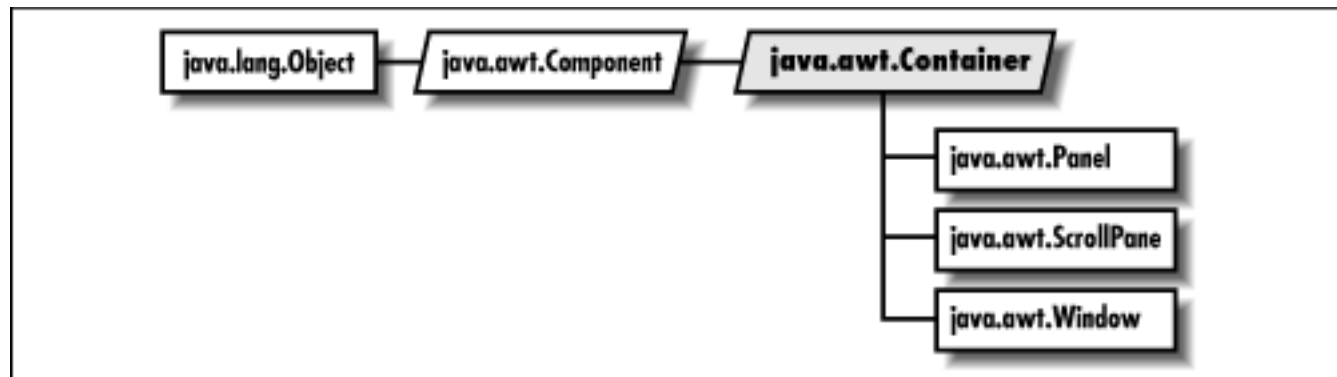 java.lang.Object
java.awt.Component
java.awt.Container
java.awt.Panel
java.awt.ScrollPane
java.awt.Window